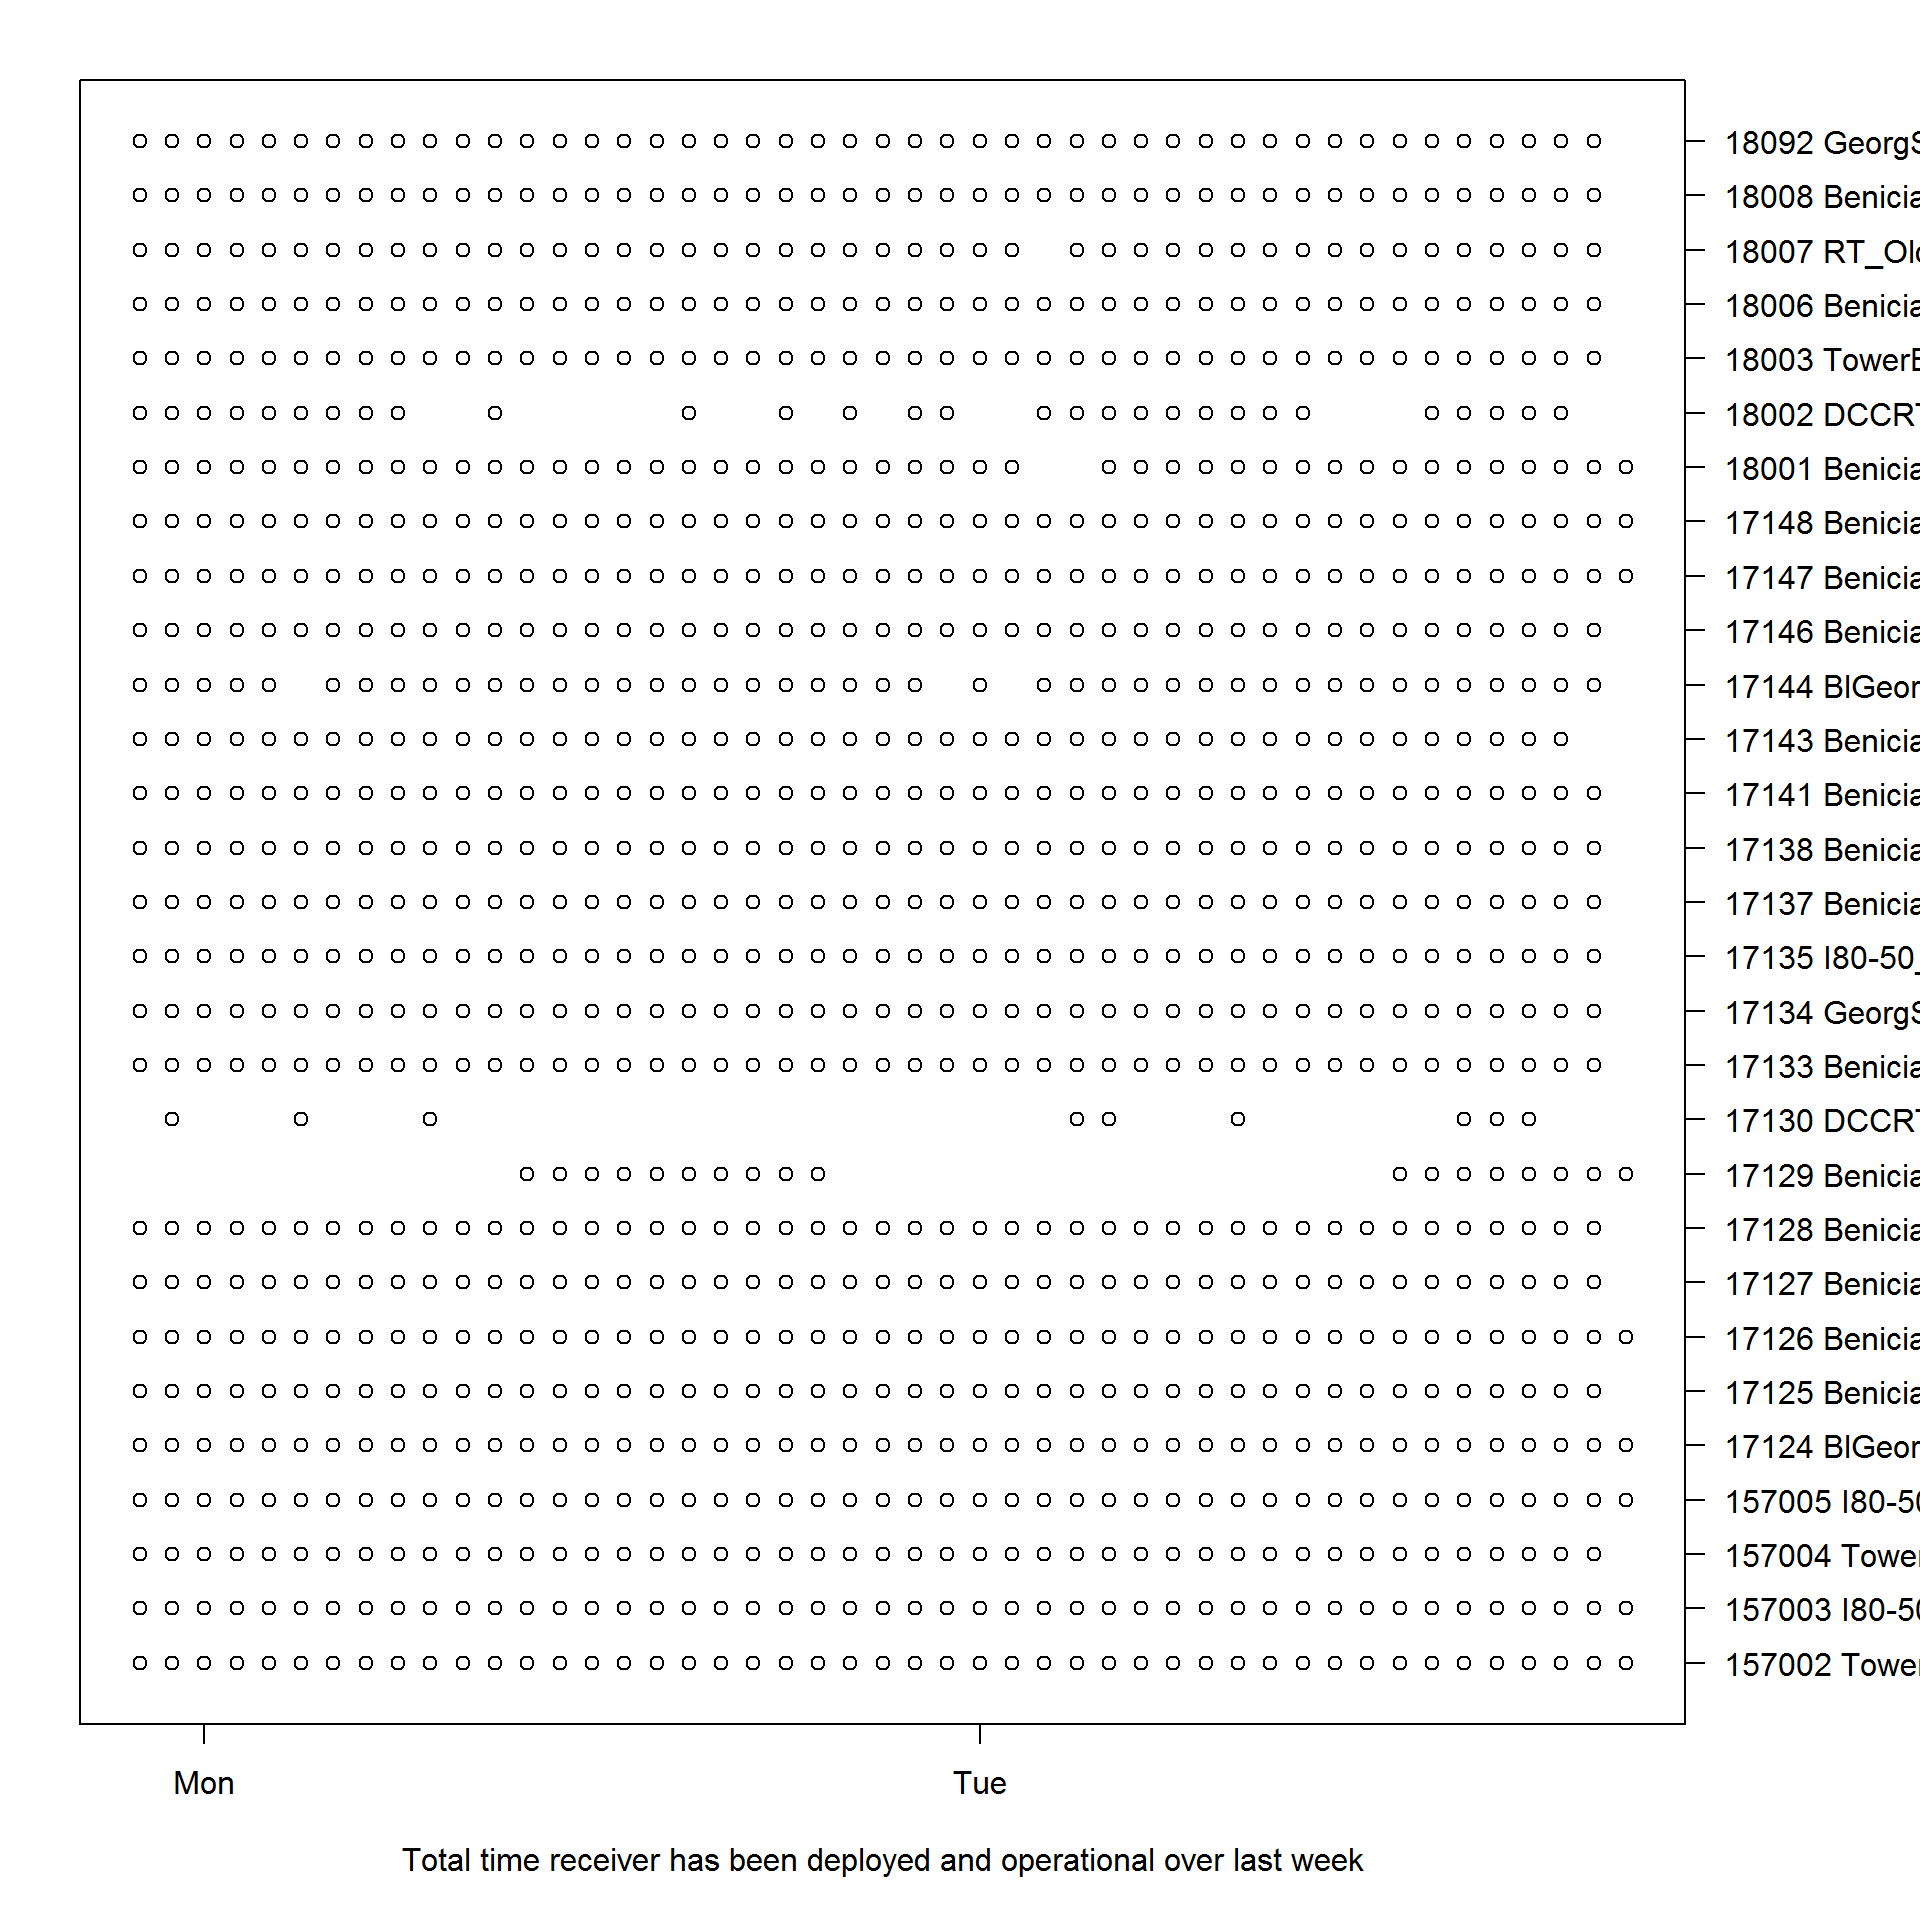 18092 GeorgS
18008 Benicia
18007 RT_Old
18006 Benicia
18003 TowerB
18002 DCCRT
18001 Benicia
17148 Benicia
17147 Benicia
17146 Benicia
17144 BlGeor
17143 Benicia
17141 Benicia
17138 Benicia
17137 Benicia
17135 I80-50_
17134 GeorgS
17133 Benicia
17130 DCCRT
17129 Benicia
17128 Benicia
17127 Benicia
17126 Benicia
17125 Benicia
17124 BlGeor
157005 I80-50
157004 Tower
157003 I80-50
157002 Tower
Mon Tue
Total time receiver has been deployed and operational over last week